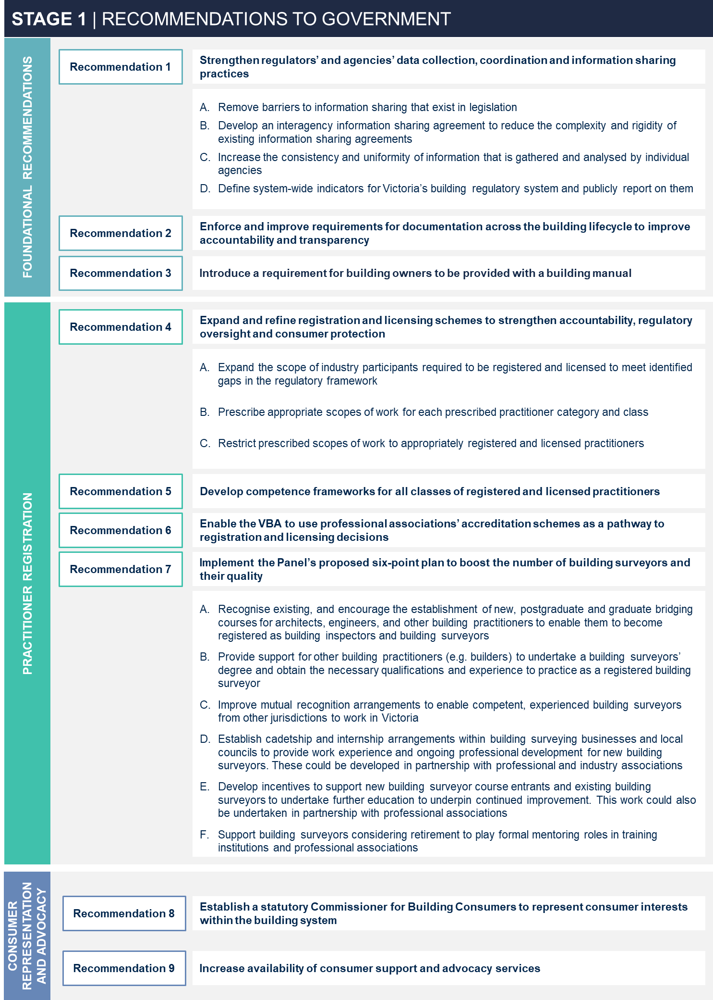 STAGE 1 | RECOMMENDATIONS TO GOVERNMENT
FOUNDATIONAL RECOMMENDATIONS
Recommendation 1
Strengthen regulators’ and agencies’ data collection, coordination and information sharing
practices
A. Remove barriers to information sharing that exist in legislation
B. Develop an interagency information sharing agreement to reduce the complexity and rigidity of
existing information sharing agreements
C. Increase the consistency and uniformity of information that is gathered and analysed by individual
agencies
D. Define system-wide indicators for Victoria’s building regulatory system and publicly report on them
Recommendation 2
Enforce and improve requirements for documentation across the building lifecycle to improve
accountability and transparency
Recommendation 3
Introduce a requirement for building owners to be provided with a building manual
PRACTITIONER REGISTRATION
Recommendation 4
Expand and refine registration and licensing schemes to strengthen accountability, regulatory
oversight and consumer protection
A. Expand the scope of industry participants required to be registered and licensed to meet identified
gaps in the regulatory framework
B. Prescribe appropriate scopes of work for each prescribed practitioner category and class
C. Restrict prescribed scopes of work to appropriately registered and licensed practitioners
Recommendation 5
Develop competence frameworks for all classes of registered and licensed practitioners
Recommendation 6
Enable the VBA to use professional associations’ accreditation schemes as a pathway to
registration and licensing decisions
Recommendation 7
Implement the Panel’s proposed six-point plan to boost the number of building surveyors and
their quality
A. Recognise existing, and encourage the establishment of new, postgraduate and graduate bridging
courses for architects, engineers, and other building practitioners to enable them to become
registered as building inspectors and building surveyors
B. Provide support for other building practitioners (e.g. builders) to undertake a building surveyors’
degree and obtain the necessary qualifications and experience to practice as a registered building
surveyor
C. Improve mutual recognition arrangements to enable competent, experienced building surveyors
from other jurisdictions to work in Victoria
D. Establish cadetship and internship arrangements within building surveying businesses and local
councils to provide work experience and ongoing professional development for new building
surveyors. These could be developed in partnership with professional and industry associations
E. Develop incentives to support new building surveyor course entrants and existing building
surveyors to undertake further education to underpin continued improvement. This work could also
be undertaken in partnership with professional associations
F. Support building surveyors considering retirement to play formal mentoring roles in training
institutions and professional associations
CONSUMER
REPRESENTATION
AND ADVOCACY
Recommendation 8
Establish a statutory Commissioner for Building Consumers to represent consumer interests
within the building system
Recommendation 9
Increase availability of consumer support and advocacy services